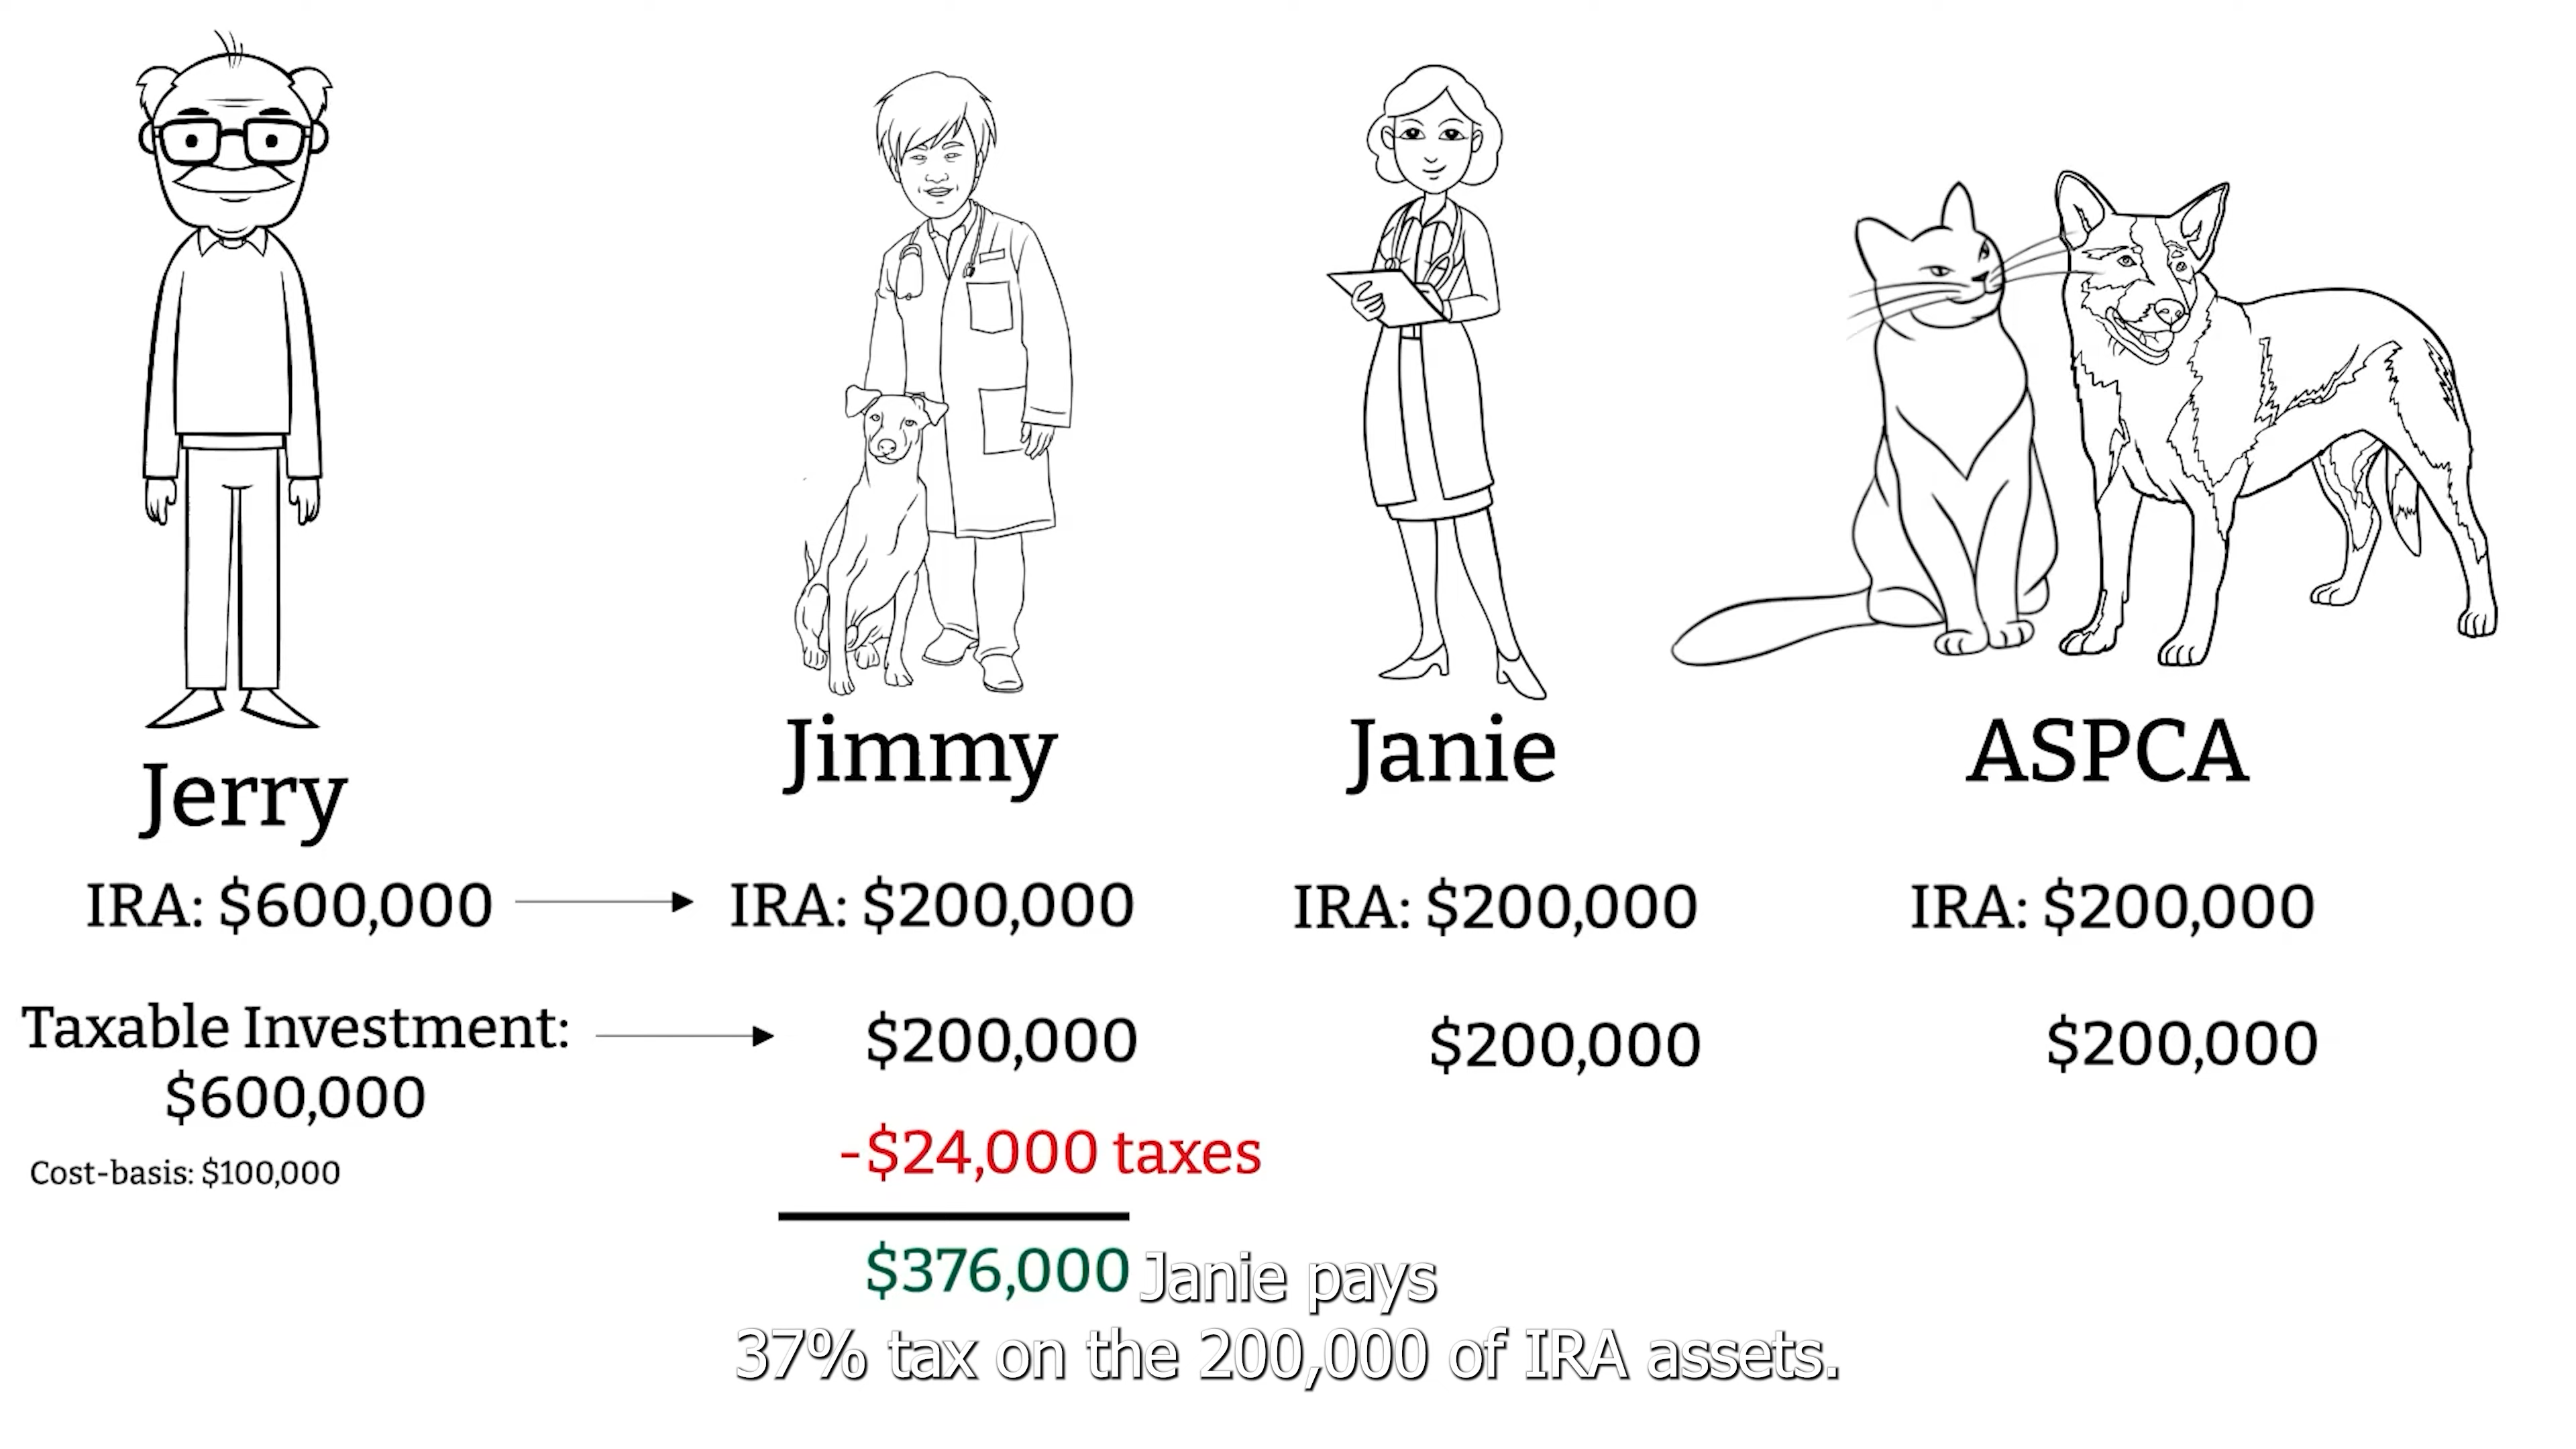 Jerry
Jimmy
Janie
ASPCA
IRA: $600,000
IRA: $200,000
IRA: $200,000
IRA: $200,000
Taxable Investment:
$600,000
$200,000
$200,000
$200,000
Cost-basis: $100,000
-$24,000 taxes
$376,000
Janie pays
37% tax on the 200,000 of IRA assets.